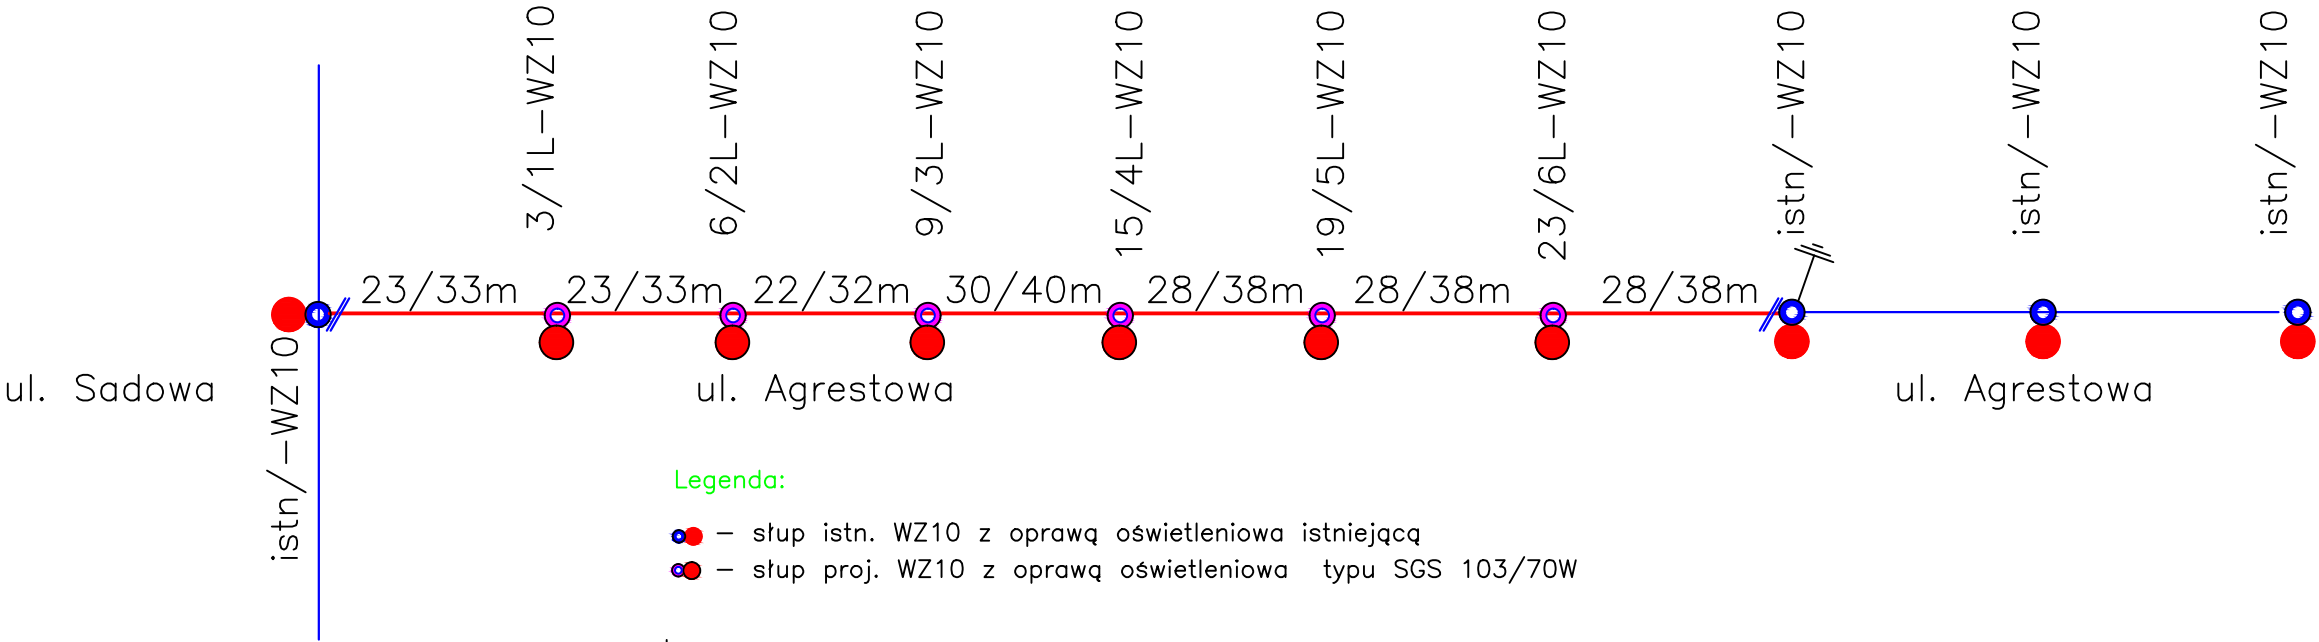 3/1L-WZ10
6/2L-WZ10
9/3L-WZ10
15/4L-WZ10
19/5L-WZ10
23/6L-WZ10
istn/-WZ10
istn/-WZ10
istn/-WZ10
23/33m
23/33m
22/32m
30/40m
28/38m
28/38m
28/38m
istn/-WZ10
ul. Sadowa
ul. Agrestowa
ul. Agrestowa
Legenda:
– słup istn. WZ10 z oprawą oświetleniowa istniejącą
– słup proj. WZ10 z oprawą oświetleniowa typu SGS 103/70W